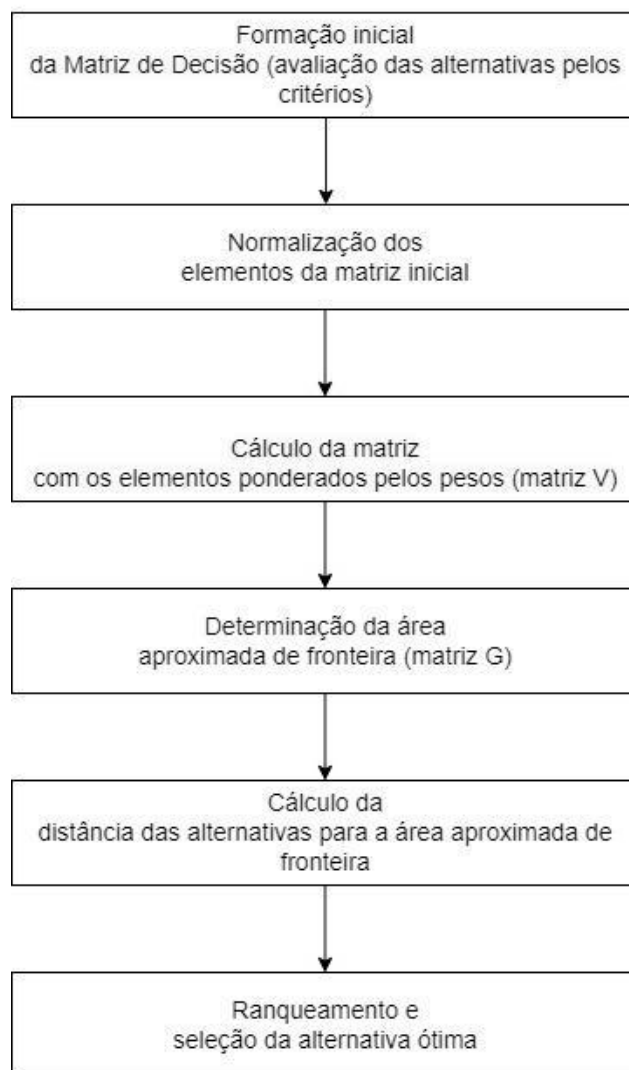 Formação inicial
da Matriz de Decisão (avaliação das alternativas pelos
critérios)
Normalização dos
elementos da matriz inicial
Cálculo da matriz
com os elementos ponderados pelos pesos (matriz V)
Determinação da área
aproximada de fronteira (matriz G)
Cálculo da
distância das alternativas para a área aproximada de
fronteira
Ranqueamento e
seleção da alternativa ótima